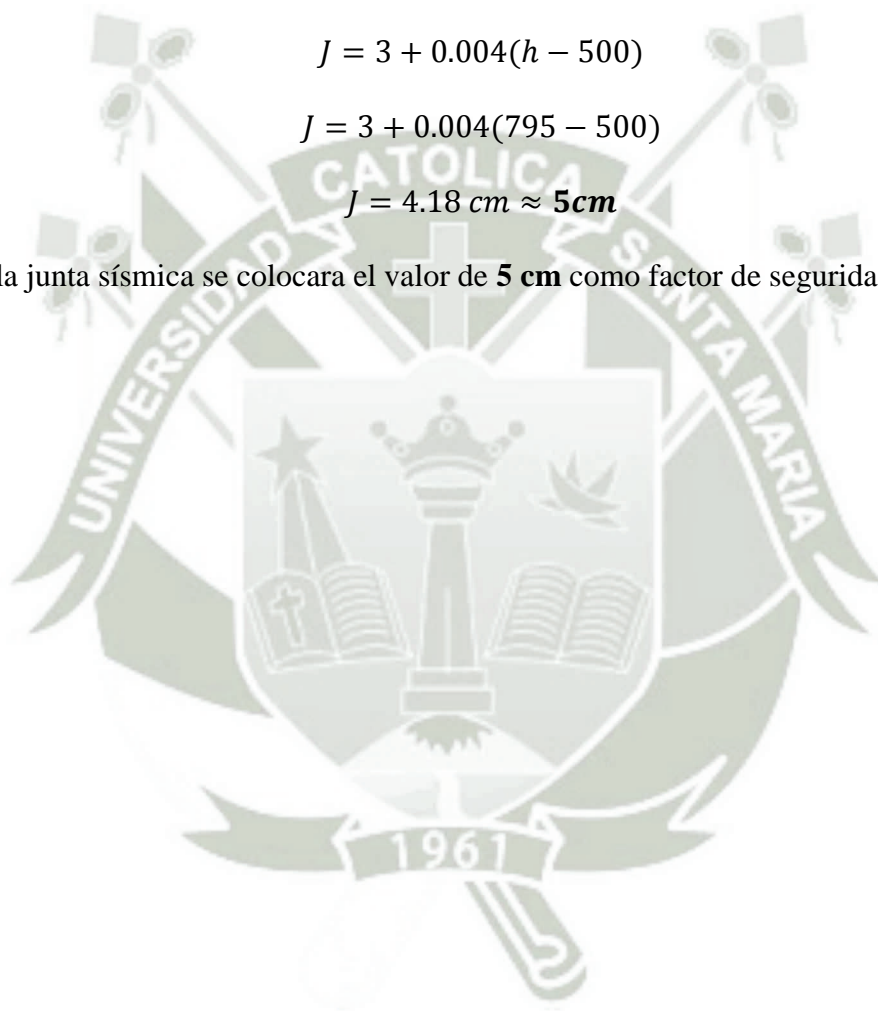 J = 3 + 0.004(h − 500)
J = 3 + 0.004(795 − 500)
J = 4.18 cm ≈ 5cm
la junta sísmica se colocara el valor de 5 cm como factor de segurida
UNIVERSIDAD CATOLICA SANTA MARIA
1961